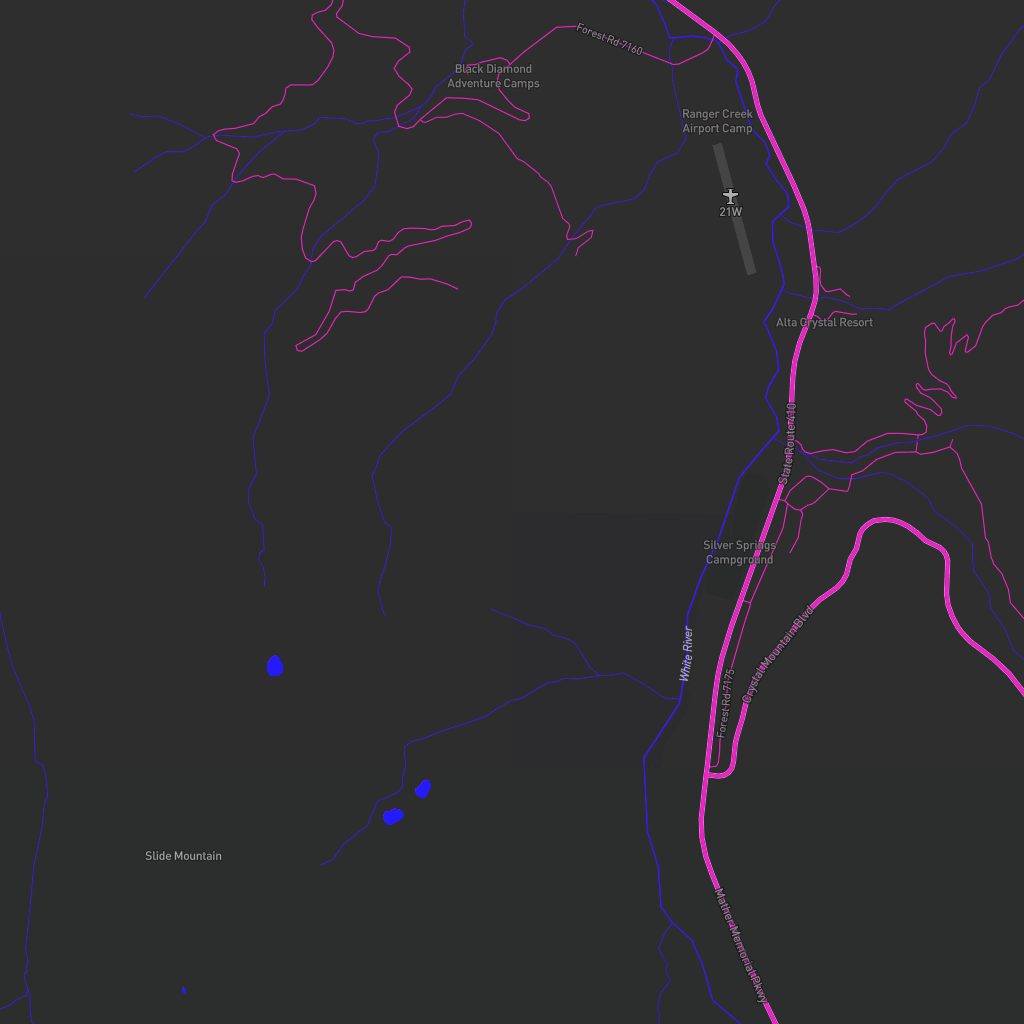 Forest Rd 7160
Black Diamond
Adventure Camps
Ranger Creek
Airport Camp
21W
Alta Crystal Resort
State Route 410
Silver Springs
Campground
White River
Crystal Mountain Blvd
Forest Rd 7175
Slide Mountain
Mather Memorial Pkwy